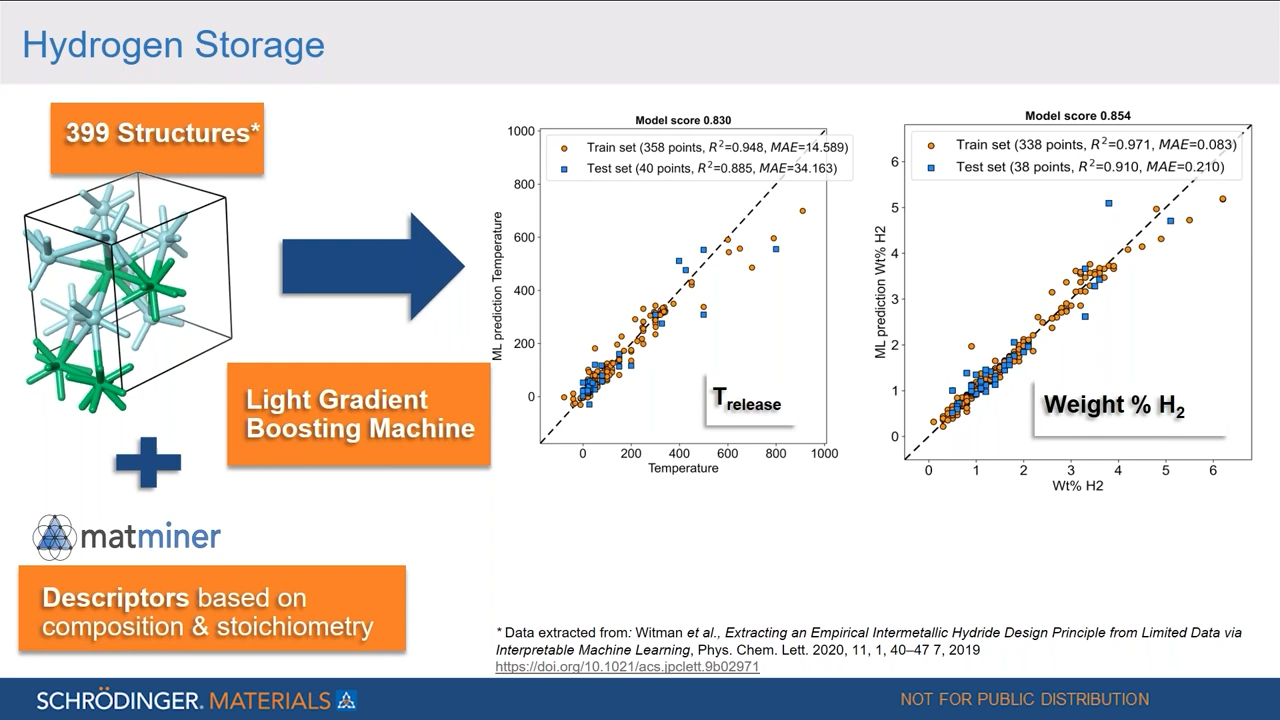 Hydrogen Storage
399 Structures*
matminer
Descriptors based on
composition & stoichiometry
Light Gradient
Boosting Machine
Model score 0.830
Train set (358 points, R²=0.948, MAE=14.589)
Test set (40 points, R²=0.885, MAE=34.163)
ML prediction Temperature
1000
800
600
400
200
0
0 200 400 600 800 1000
Temperature
Trelease
Model score 0.854
Train set (338 points, R²=0.971, MAE=0.083)
Test set (38 points, R²=0.910, MAE=0.210)
ML prediction Wt% H2
6
5
4
3
2
1
0
0 1 2 3 4 5 6
Wt% H2
Weight % H₂
* Data extracted from: Witman et al., Extracting an Empirical Intermetallic Hydride Design Principle from Limited Data via
Interpretable Machine Learning, Phys. Chem. Lett. 2020, 11, 1, 40–47 7, 2019
https://doi.org/10.1021/acs.jpclett.9b02971
SCHRÖDINGER. MATERIALS
NOT FOR PUBLIC DISTRIBUTION